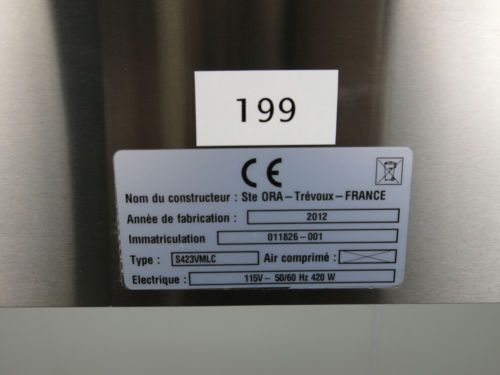 199
CE
Nom du constructeur : Ste ORA-Trévoux-FRANCE
Année de fabrication : 2012
Immatriculation 011826-001
Type : S423VMLC Air comprimé :
Electrique : 115V~ 50/60 Hz 420 W